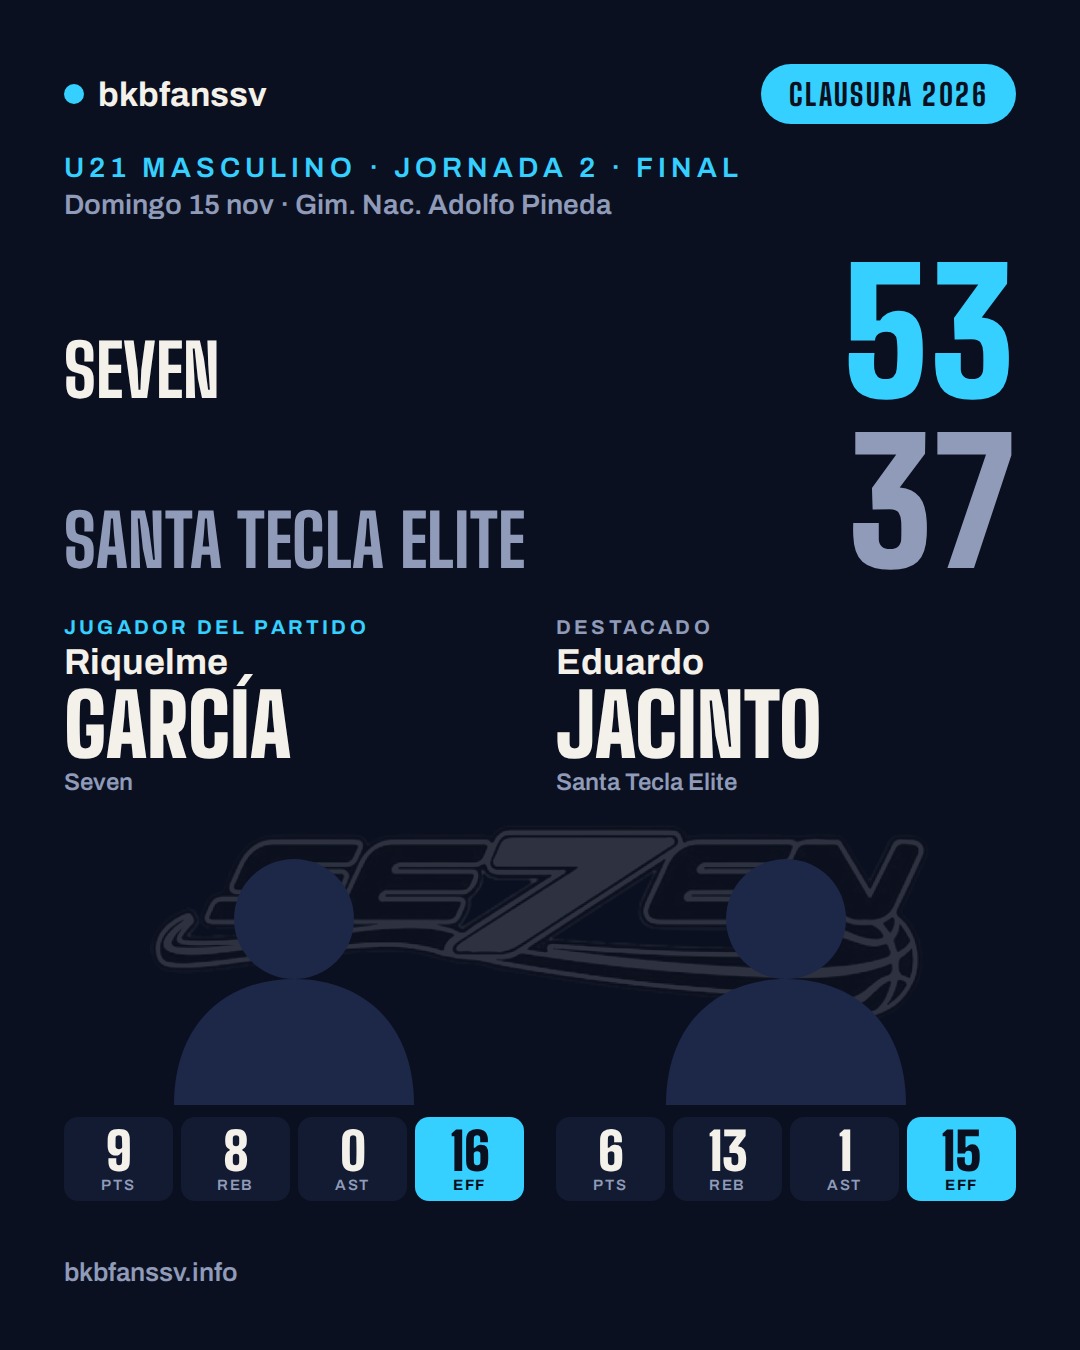 bkbfanssv
CLAUSURA 2026
U21 MASCULINO · JORNADA 2 · FINAL
Domingo 15 nov · Gim. Nac. Adolfo Pineda
SEVEN
53
SANTA TECLA ELITE
37
JUGADOR DEL PARTIDO
Riquelme
GARCÍA
Seven
DESTACADO
Eduardo
JACINTO
Santa Tecla Elite
SE7EN
9 8 0 16
PTS REB AST EFF
6 13 1 15
PTS REB AST EFF
bkbfanssv.info